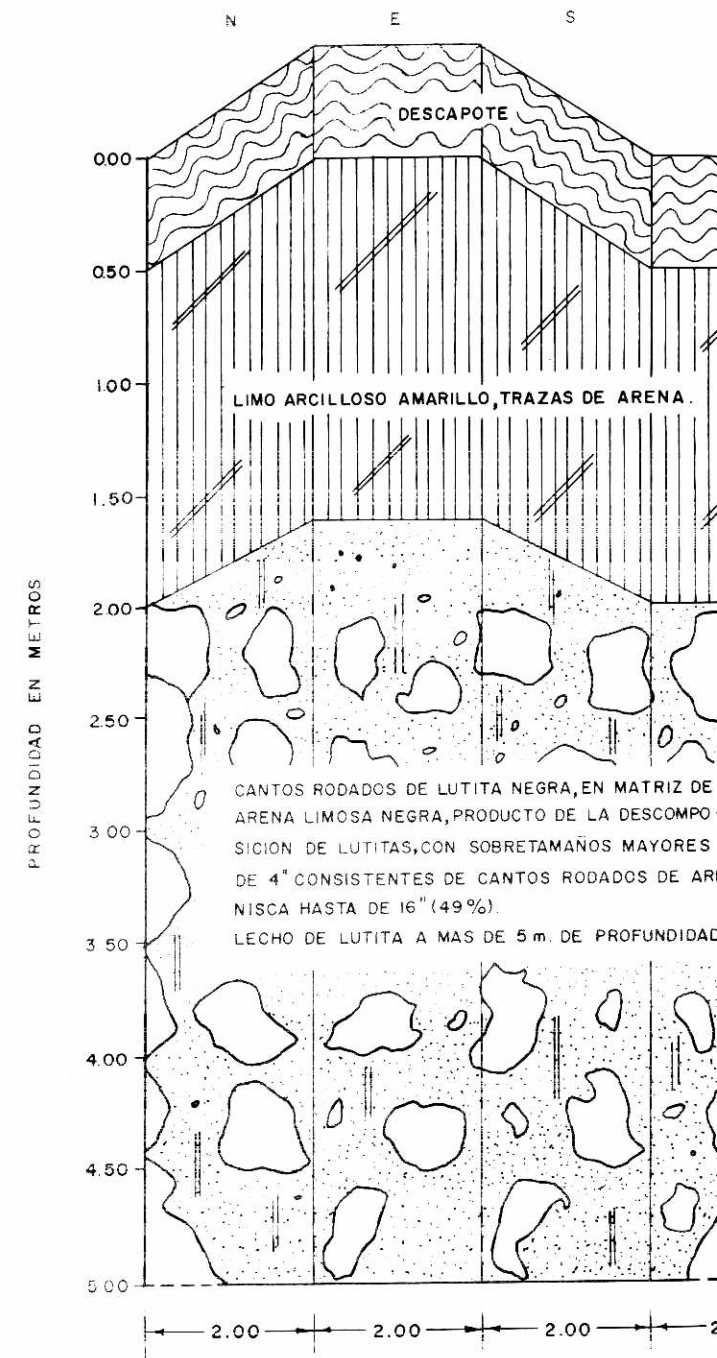 N E S
DESCAPOTE
0.00
0.50
1.00
LIMO ARCILLOSO AMARILLO, TRAZAS DE ARENA.
1.50
2.00
2.50
PROFUNDIDAD EN METROS
CANTOS RODADOS DE LUTITA NEGRA, EN MATRIZ DE
ARENA LIMOSA NEGRA, PRODUCTO DE LA DESCOMPO-
3.00
SICION DE LUTITAS, CON SOBRETAMAÑOS MAYORES
DE 4" CONSISTENTES DE CANTOS RODADOS DE ARE
NISCA HASTA DE 16" (49%).
3.50
LECHO DE LUTITA A MAS DE 5 m. DE PROFUNDIDAD
4.00
4.50
5.00
2.00 2.00 2.00 2